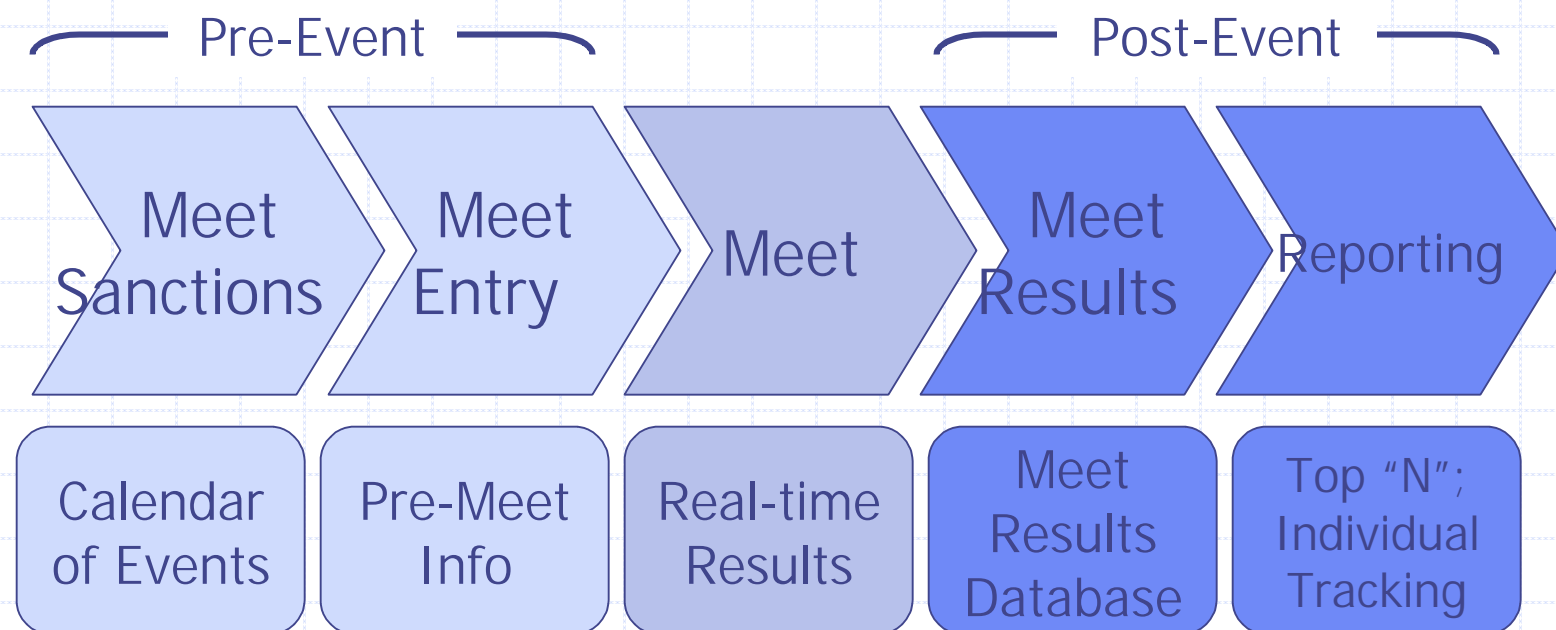 Pre-Event
Post-Event
Meet
Sanctions
Meet
Entry
Meet
Meet
Results
Reporting
Calendar
of Events
Pre-Meet
Info
Real-time
Results
Meet
Results
Database
Top “N”;
Individual
Tracking